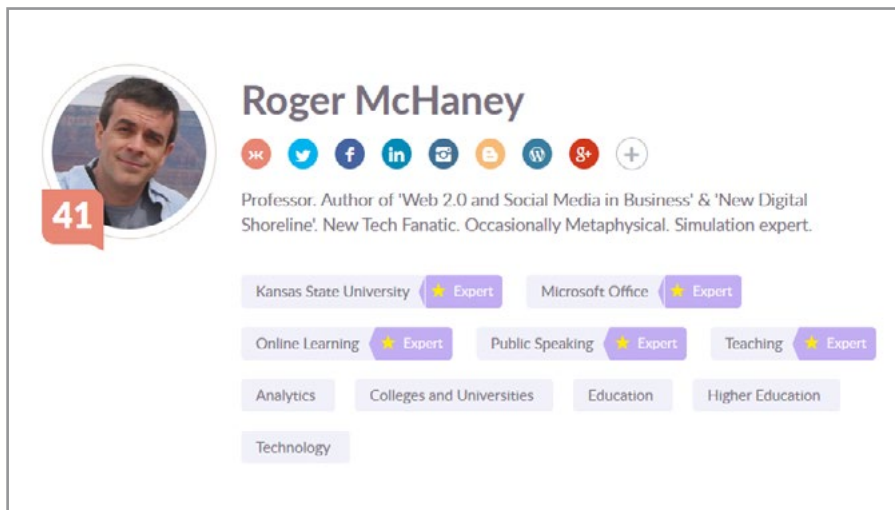 Roger McHaney
41
Professor. Author of 'Web 2.0 and Social Media in Business' & 'New Digital
Shoreline'. New Tech Fanatic. Occasionally Metaphysical. Simulation expert.
Kansas State University Expert Microsoft Office Expert
Online Learning Expert Public Speaking Expert Teaching Expert
Analytics Colleges and Universities Education Higher Education
Technology